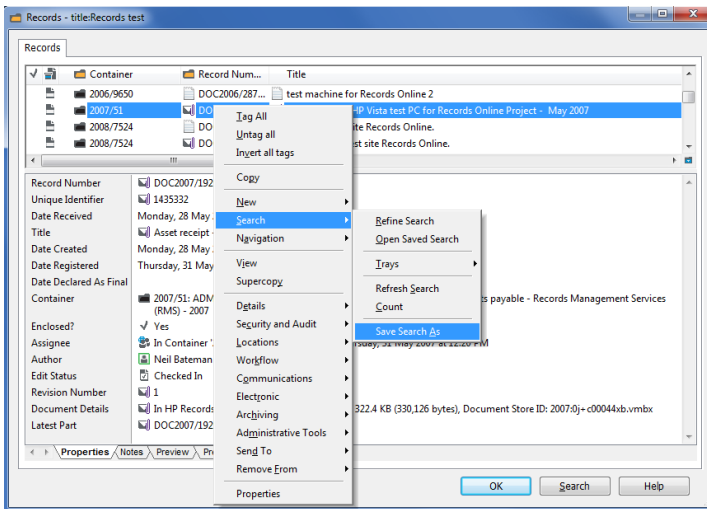 Records - title:Records test
Records
Container Record Num... Title
2006/9650 DOC2006/287... test machine for Records Online 2
2007/51 DO HP Vista test PC for Records Online Project - May 2007
2008/7524 DO ite Records Online.
2008/7524 DO st site Records Online.
Record Number DOC2007/192
Unique Identifier 1435332
Date Received Monday, 28 May
Title Asset receipt
Date Created Monday, 28 May
Date Registered Thursday, 31 May
Date Declared As Final
Container 2007/51: ADM ts payable - Records Management Services
(RMS) - 2007
Enclosed? Yes
Assignee In Container '. 31 May 2007 at 12:20 PM
Author Neil Bateman
Edit Status Checked In
Revision Number 1
Document Details In HP Records 322.4 KB (330,126 bytes), Document Store ID: 2007:0j+c00044xb.vmbx
Latest Part DOC2007/192
Properties Notes Preview Pr
Tag All
Untag all
Invert all tags
Copy
New
Search
Navigation
View
Supercopy
Details
Security and Audit
Locations
Workflow
Communications
Electronic
Archiving
Administrative Tools
Send To
Remove From
Properties
Refine Search
Open Saved Search
Trays
Refresh Search
Count
Save Search As
OK Search Help